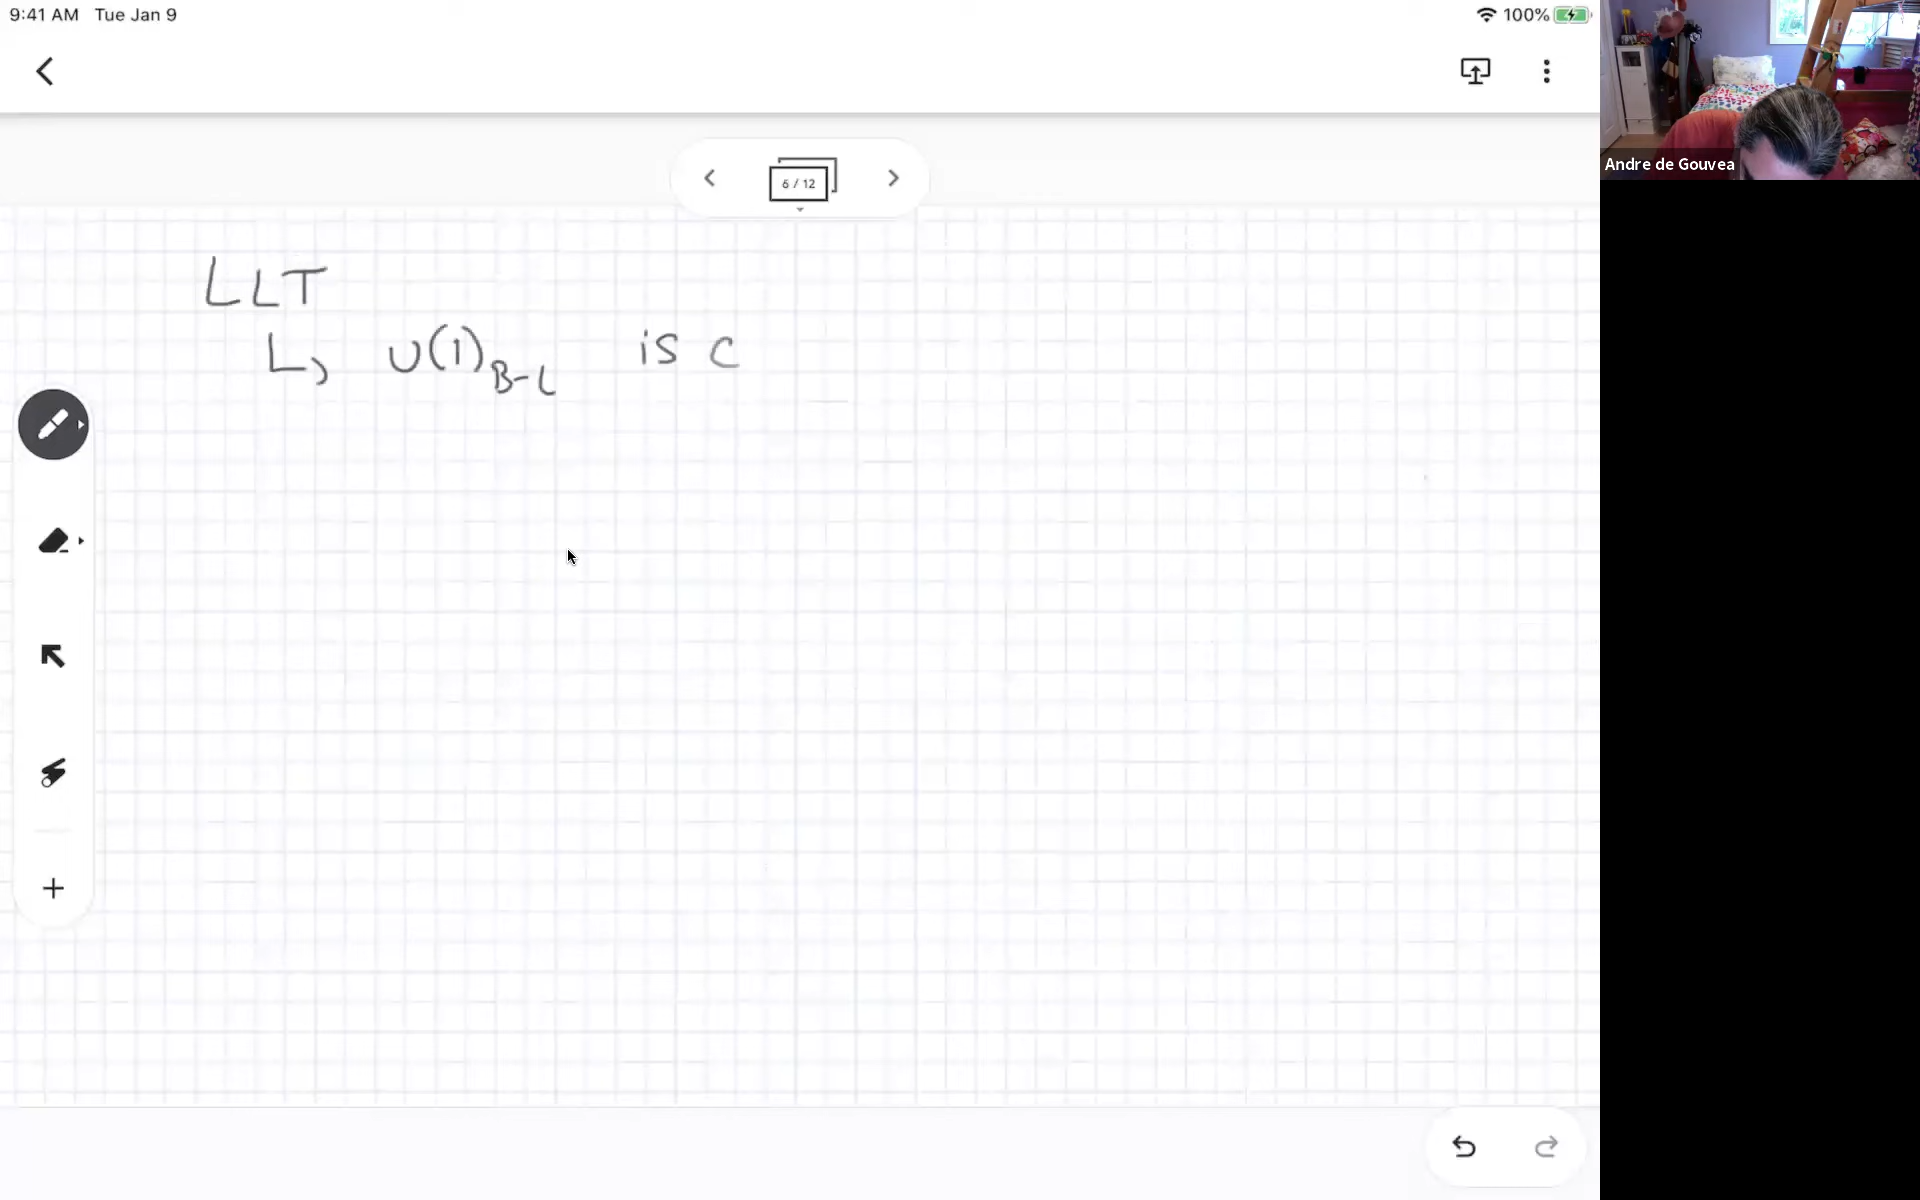 9:41 AM Tue Jan 9
100%
Andre de Gouvea
6 / 12
LLT
↳ U(1)_{B-L} is c